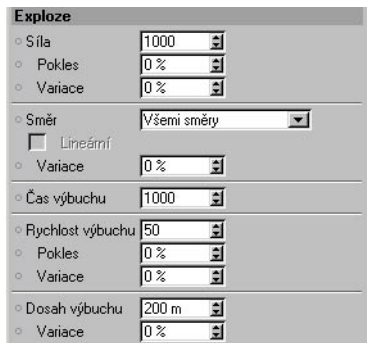 Exploze
Síla 1000
Pokles 0 %
Variace 0 %
Směr Všemi směry
Lineární
Variace 0 %
Čas výbuchu 1000
Rychlost výbuchu 50
Pokles 0 %
Variace 0 %
Dosah výbuchu 200 m
Variace 0 %